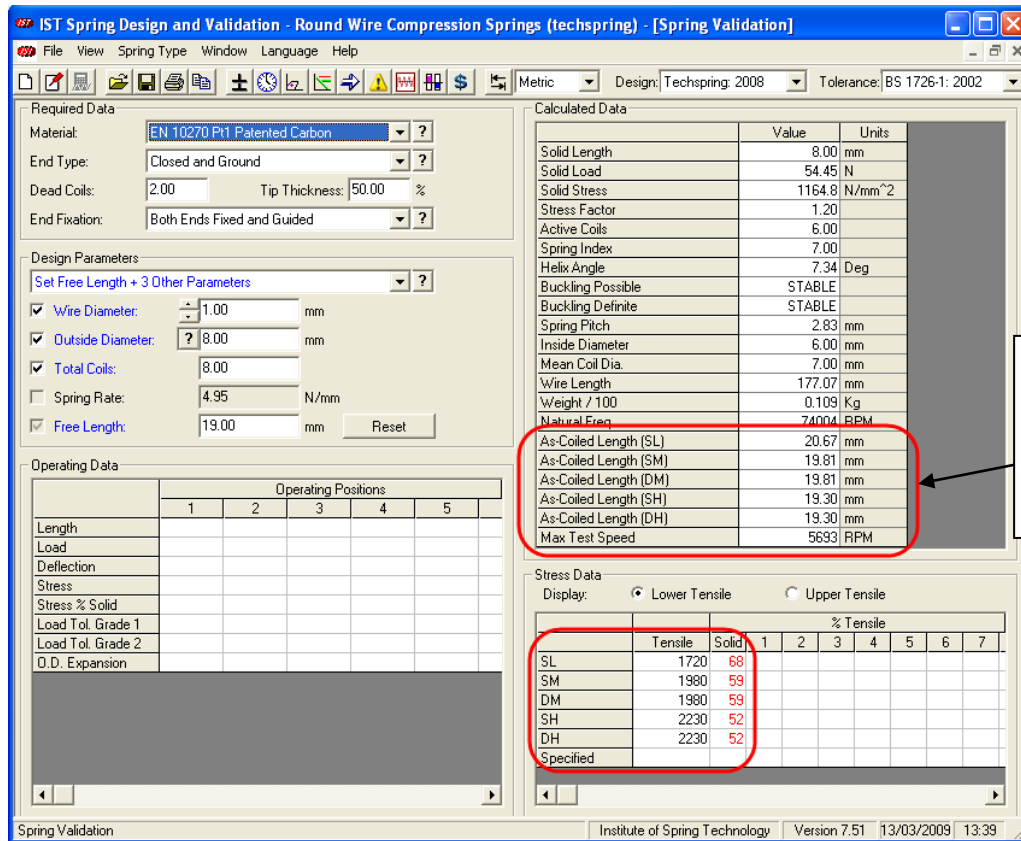 IST Spring Design and Validation - Round Wire Compression Springs (techspring) - [Spring Validation]
File View Spring Type Window Language Help
Metric Design: Techspring: 2008 Tolerance: BS 1726-1: 2002
Required Data
Material: EN 10270 Pt1 Patented Carbon ?
End Type: Closed and Ground ?
Dead Coils: 2.00 Tip Thickness: 50.00 %
End Fixation: Both Ends Fixed and Guided ?
Design Parameters
Set Free Length + 3 Other Parameters ?
Wire Diameter: 1.00 mm
Outside Diameter: ? 8.00 mm
Total Coils: 8.00
Spring Rate: 4.95 N/mm
Free Length: 19.00 mm Reset
Operating Data
Operating Positions
1 2 3 4 5
Length
Load
Deflection
Stress
Stress % Solid
Load Tol. Grade 1
Load Tol. Grade 2
O.D. Expansion
Calculated Data
Value Units
Solid Length 8.00 mm
Solid Load 54.45 N
Solid Stress 1164.8 N/mm^2
Stress Factor 1.20
Active Coils 6.00
Spring Index 7.00
Helix Angle 7.34 Deg
Buckling Possible STABLE
Buckling Definite STABLE
Spring Pitch 2.83 mm
Inside Diameter 6.00 mm
Mean Coil Dia. 7.00 mm
Wire Length 177.07 mm
Weight / 100 0.109 Kg
Natural Freq 74004 RPM
As-Coiled Length (SL) 20.67 mm
As-Coiled Length (SM) 19.81 mm
As-Coiled Length (DM) 19.81 mm
As-Coiled Length (SH) 19.30 mm
As-Coiled Length (DH) 19.30 mm
Max Test Speed 5693 RPM
Stress Data
Display: Lower Tensile Upper Tensile
% Tensile
Tensile Solid 1 2 3 4 5 6 7
SL 1720 68
SM 1980 59
DM 1980 59
SH 2230 52
DH 2230 52
Specified
Spring Validation Institute of Spring Technology Version 7.51 13/03/2009 13:39